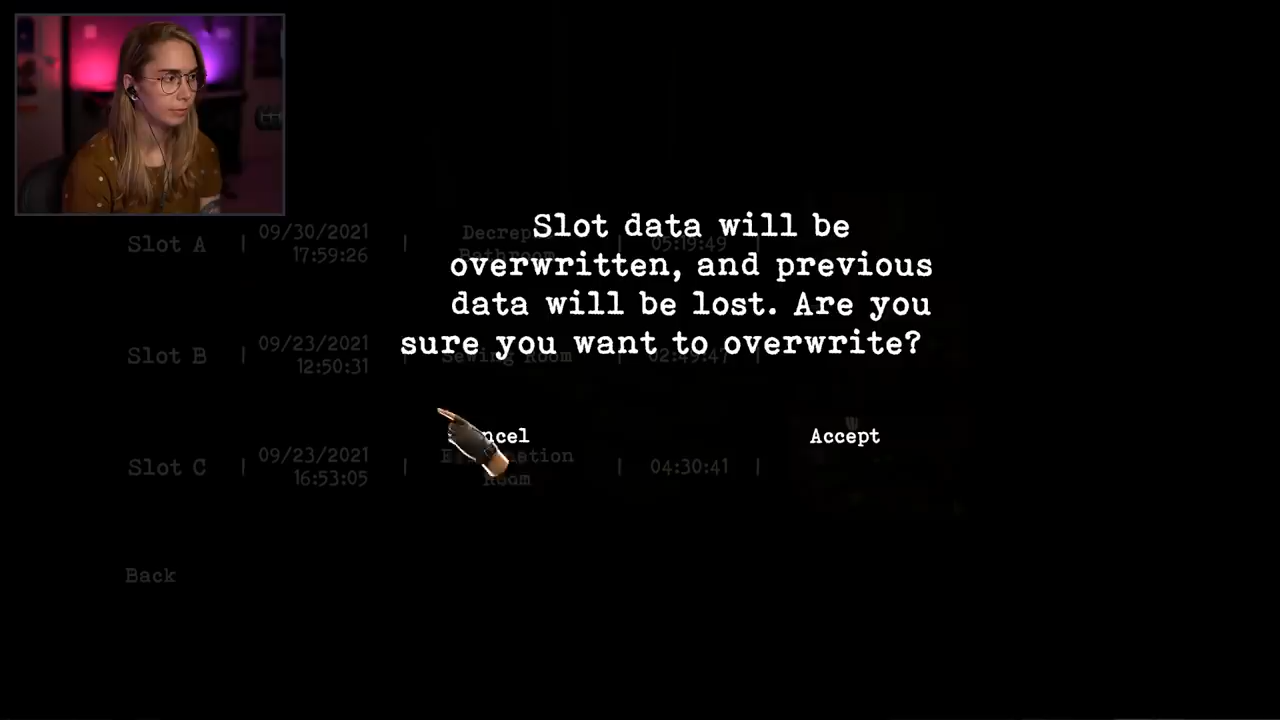 Slot data will be
overwritten, and previous
data will be lost. Are you
sure you want to overwrite?
Accept
Slot A | 09/30/2021 17:59:26 | | 05:19:49 |
Slot B | 09/23/2021 12:50:31 | Sewing Room | 02:49:47 |
Slot C | 09/23/2021 16:53:05 | Room | 04:30:41 |
Back